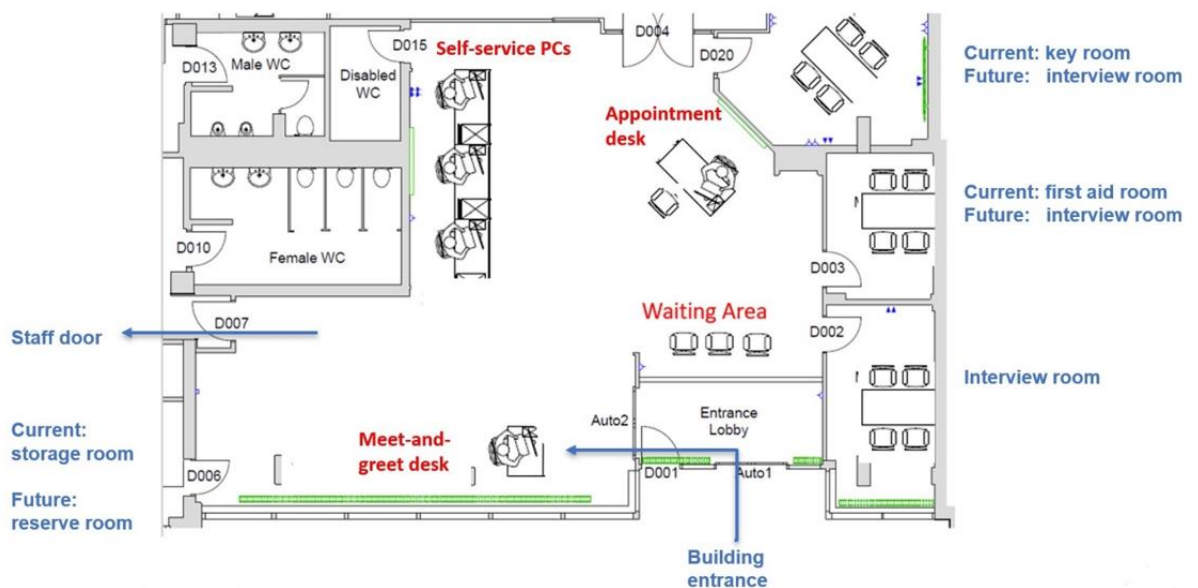 D004
D015
Self-service PCs
Male WC
D013
Disabled
WC
D020
Current: key room
Future: interview room
Appointment
desk
Current: first aid room
Future: interview room
D010
Female WC
D003
Waiting Area
D007
D002
Staff door
Interview room
Auto2
Entrance
Lobby
Current:
storage room
Meet-and-
greet desk
D006
D001
Auto1
Future:
reserve room
Building
entrance